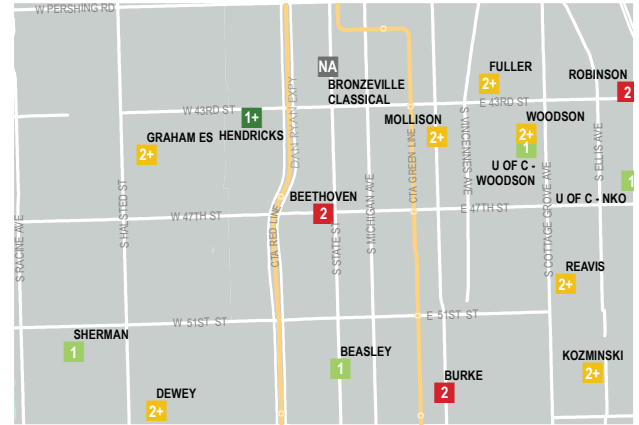 W PERSHING RD
FULLER
2+
ROBINSON
2
NA
BRONZEVILLE
CLASSICAL
W 43RD ST
1+
HENDRICKS
E 43RD ST
MOLLISON
2+
WOODSON
2+
1
U OF C -
WOODSON
GRAHAM ES
2+
DAN RYAN EXPY
S VINCENNES AVE
S ELLIS AVE
1
U OF C - NKO
BEETHOVEN
2
W 47TH ST
E 47TH ST
S RACINE AVE
S HALSTED ST
CTA RED LINE
S STATE ST
S MICHIGAN AVE
CTA GREEN LINE
S COTTAGE GROVE AVE
REAVIS
2+
W 51ST ST
E 51ST ST
SHERMAN
1
BEASLEY
1
KOZMINSKI
2+
BURKE
2
DEWEY
2+